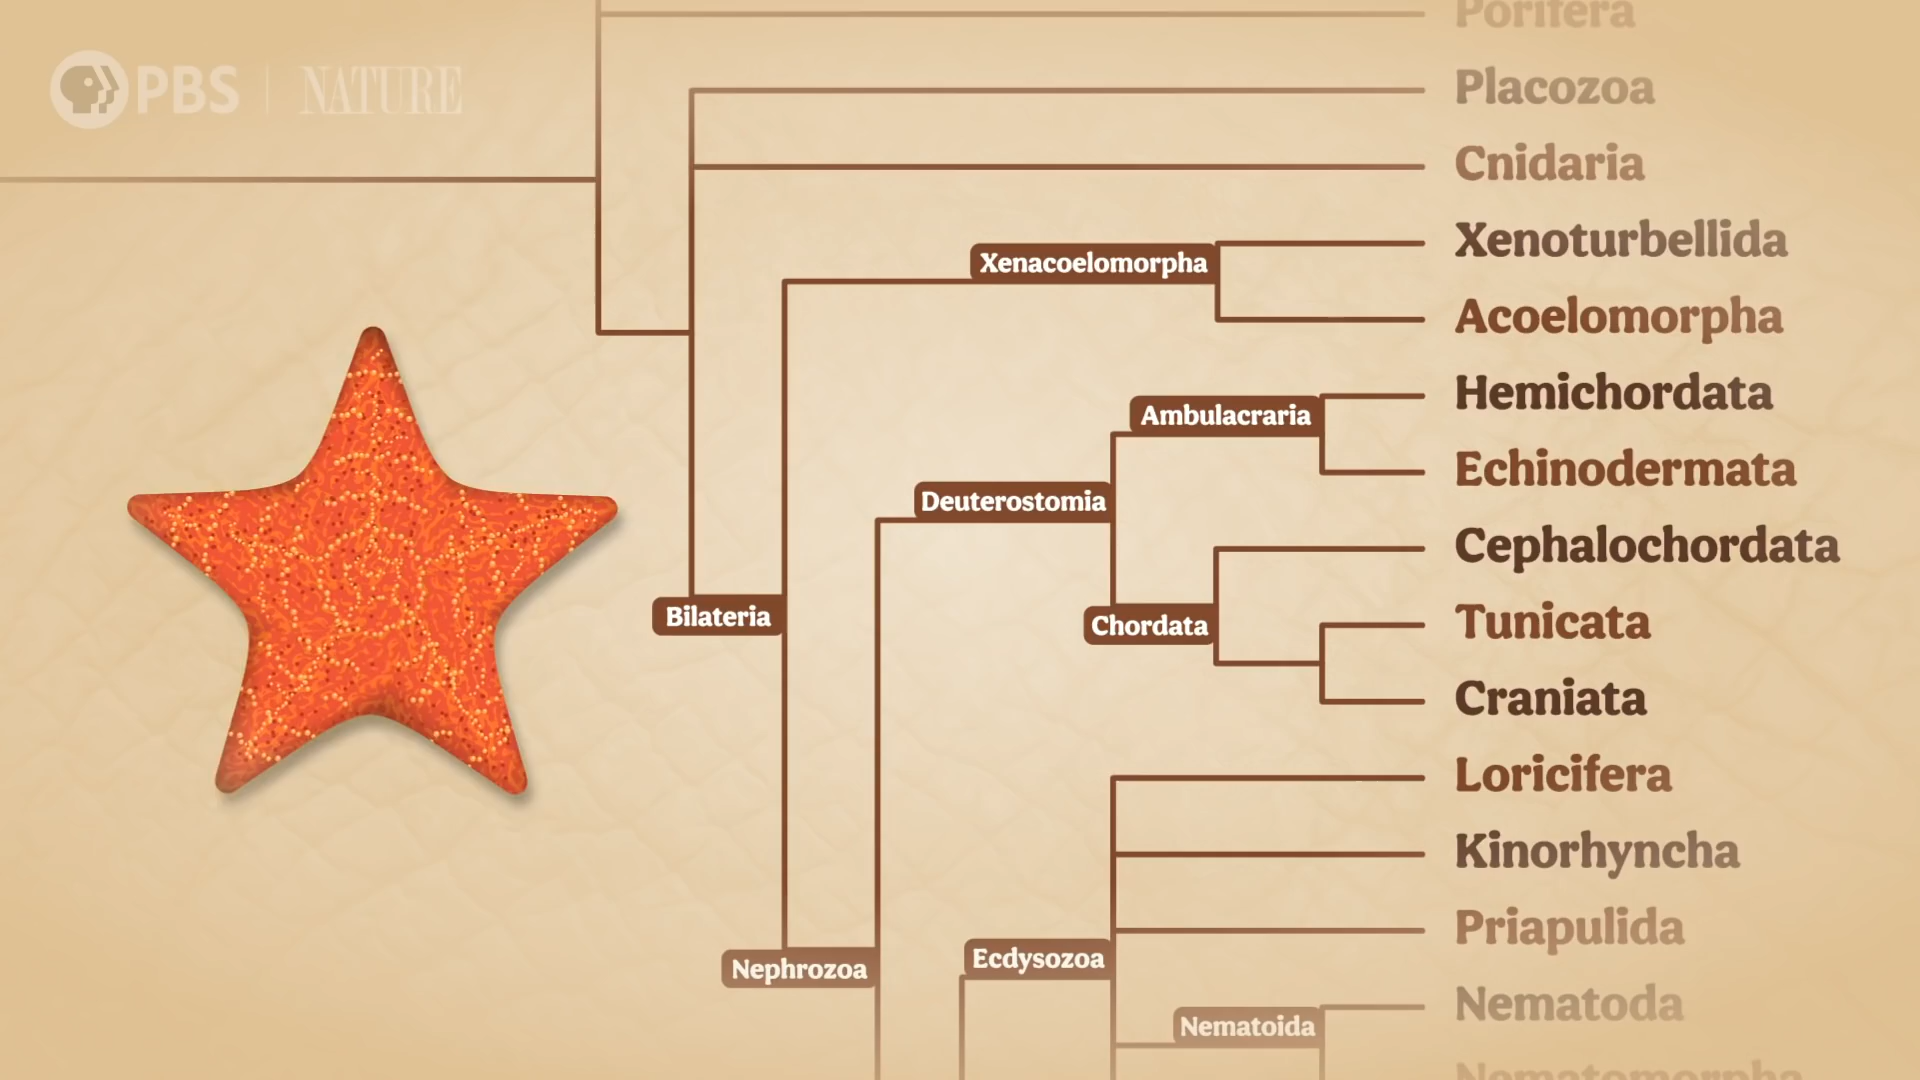 PBS | NATURE
Porifera
Placozoa
Cnidaria
Xenoturbellida
Xenacoelomorpha
Acoelomorpha
Hemichordata
Ambulacraria
Echinodermata
Deuterostomia
Cephalochordata
Bilateria
Chordata
Tunicata
Craniata
Loricifera
Kinorhyncha
Priapulida
Ecdysozoa
Nephrozoa
Nematoda
Nematoida
Nematomorpha